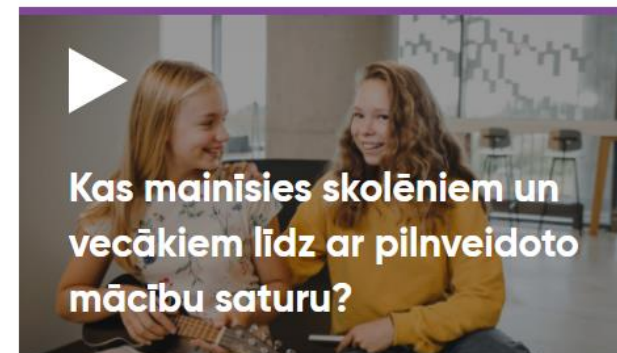 Kas mainīsies skolēniem un
vecākiem līdz ar pilnveidoto
mācību saturu?